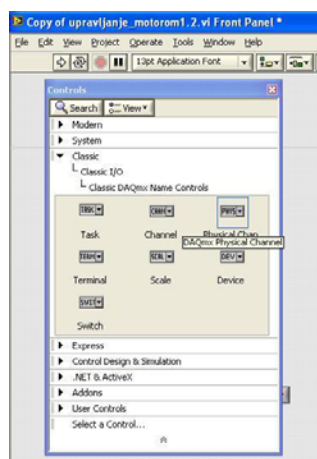 Copy of upravljanje_motorom1.2.vi Front Panel *
File Edit View Project Operate Tools Window Help
13pt Application Font
Controls
Search View
Modern
System
Classic
Classic I/O
Classic DAQmx Name Controls
TASK CHAN PHYS
Task Channel Physical Chan
DAQmx Physical Channel
TERM SCAL DEV
Terminal Scale Device
SWIT
Switch
Express
Control Design & Simulation
.NET & ActiveX
Addons
User Controls
Select a Control...